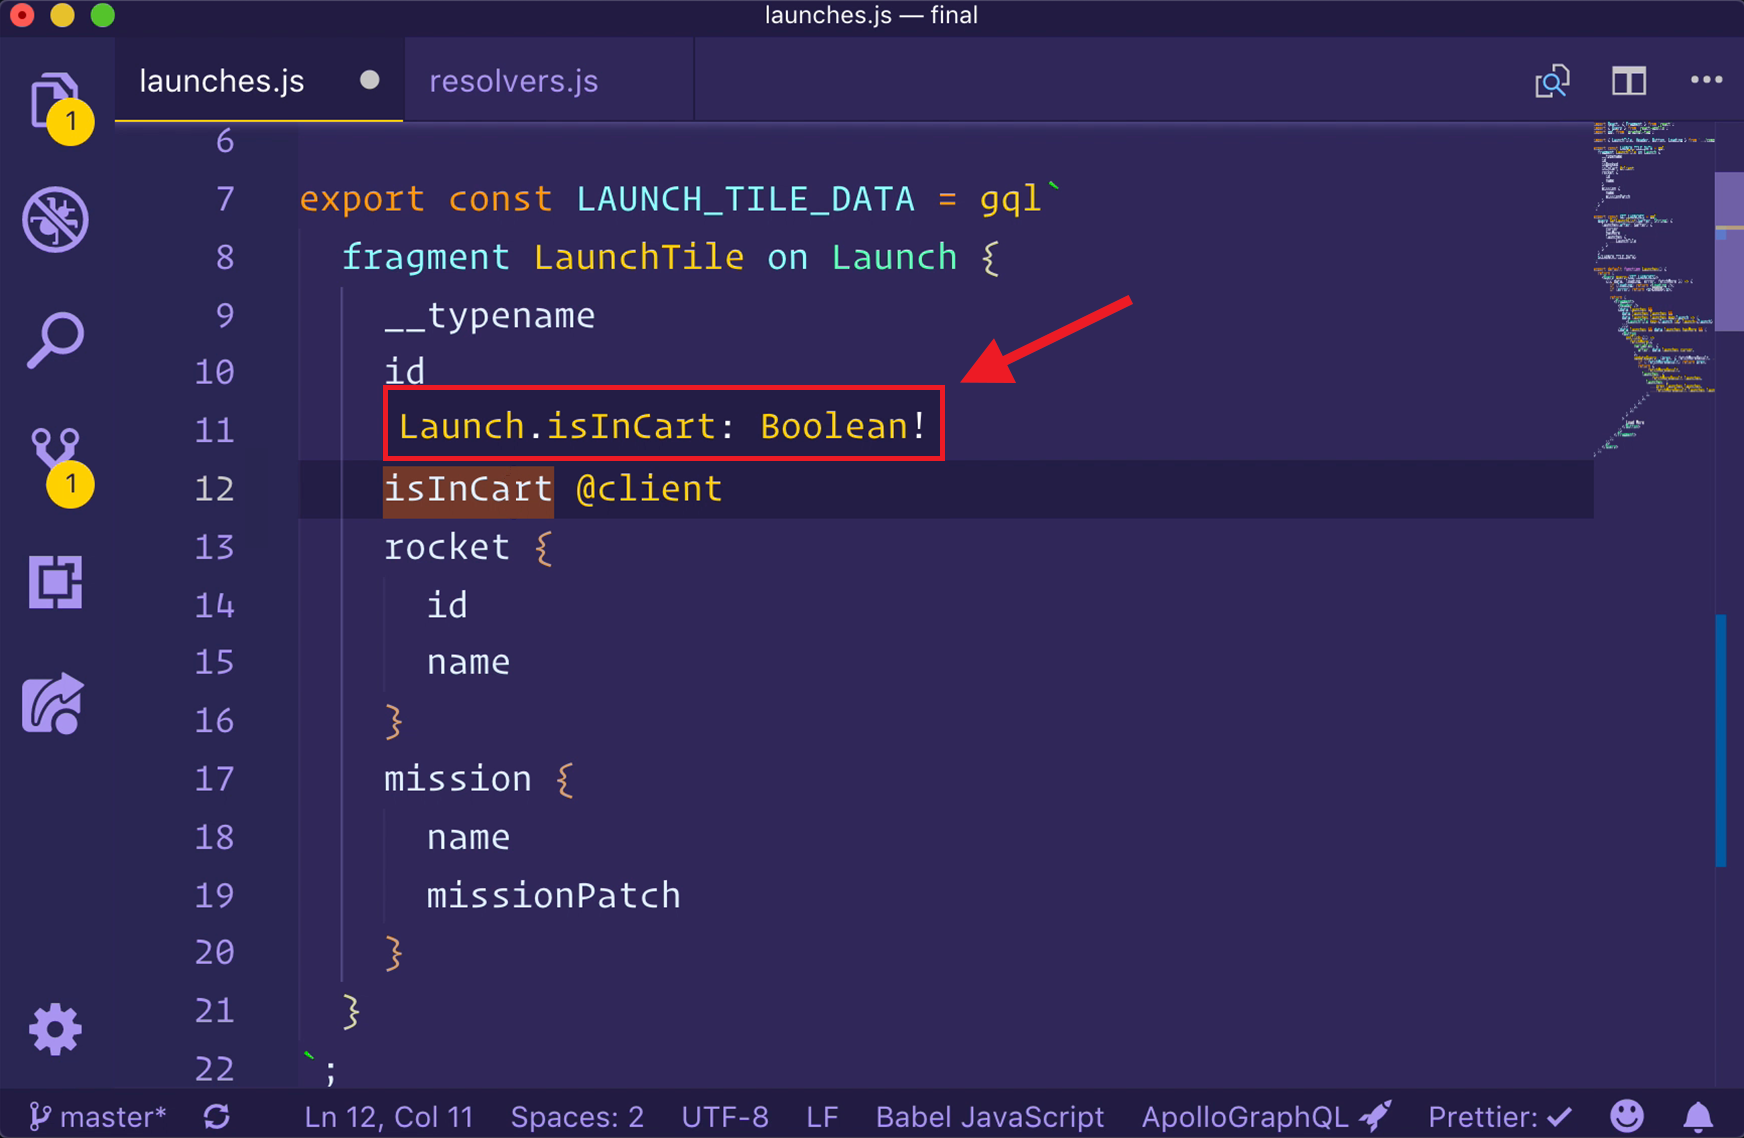 launches.js — final
launches.js resolvers.js
1
1
6
7 export const LAUNCH_TILE_DATA = gql`
8 fragment LaunchTile on Launch {
9 __typename
10 id
11 Launch.isInCart: Boolean!
12 isInCart @client
13 rocket {
14 id
15 name
16 }
17 mission {
18 name
19 missionPatch
20 }
21 }
22 `;
master* Ln 12, Col 11 Spaces: 2 UTF-8 LF Babel JavaScript ApolloGraphQL Prettier: ✓